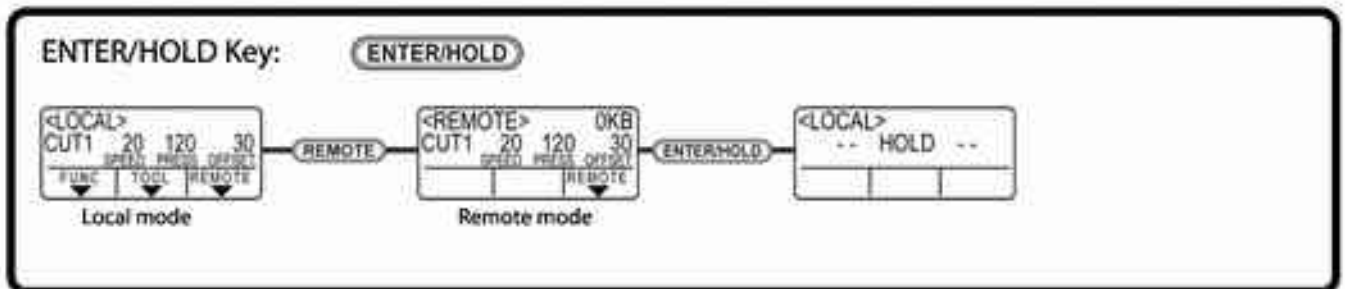 ENTER/HOLD Key: ENTER/HOLD
<LOCAL>
CUT1 20 120 30
SPEED PRESS OFFSET
FUNC TOOL REMOTE
Local mode
REMOTE
<REMOTE> 0KB
CUT1 20 120 30
SPEED PRESS OFFSET
REMOTE
Remote mode
ENTER/HOLD
<LOCAL>
-- HOLD --